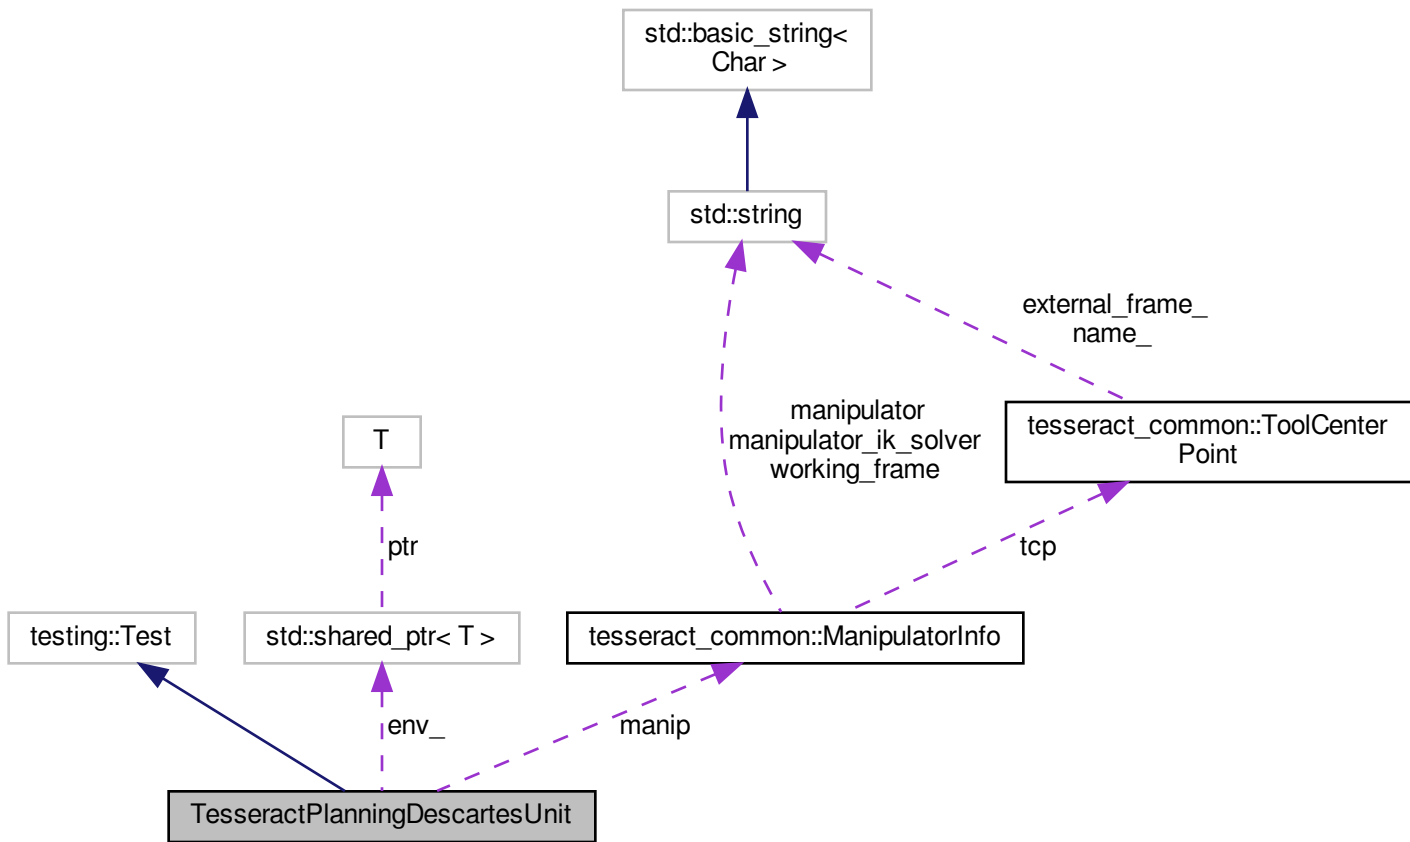 std::basic_string<
Char >
std::string
external_frame_
name_
manipulator
manipulator_ik_solver
working_frame
tesseract_common::ToolCenter
Point
T
ptr
tcp
testing::Test
std::shared_ptr< T >
tesseract_common::ManipulatorInfo
env_
manip
TesseractPlanningDescartesUnit